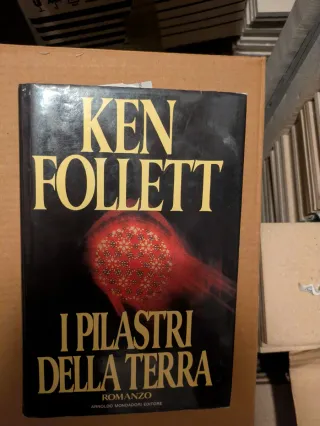 KEN
FOLLETT
I PILASTRI
DELLA TERRA
ROMANZO
ARNOLDO MONDADORI EDITORE